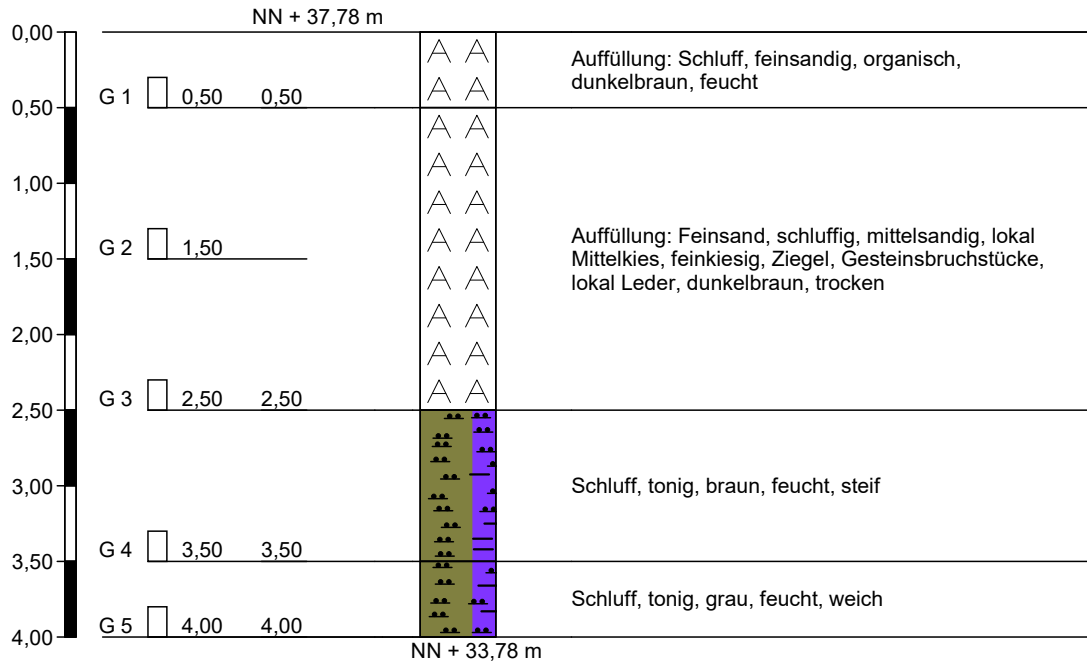 NN + 37,78 m
0,00
Auffüllung: Schluff, feinsandig, organisch,
dunkelbraun, feucht
G 1 0,50 0,50
0,50
1,00
Auffüllung: Feinsand, schluffig, mittelsandig, lokal
Mittelkies, feinkiesig, Ziegel, Gesteinsbruchstücke,
lokal Leder, dunkelbraun, trocken
G 2 1,50
1,50
2,00
G 3 2,50 2,50
2,50
3,00 Schluff, tonig, braun, feucht, steif
G 4 3,50 3,50
3,50
Schluff, tonig, grau, feucht, weich
G 5 4,00 4,00
4,00
NN + 33,78 m